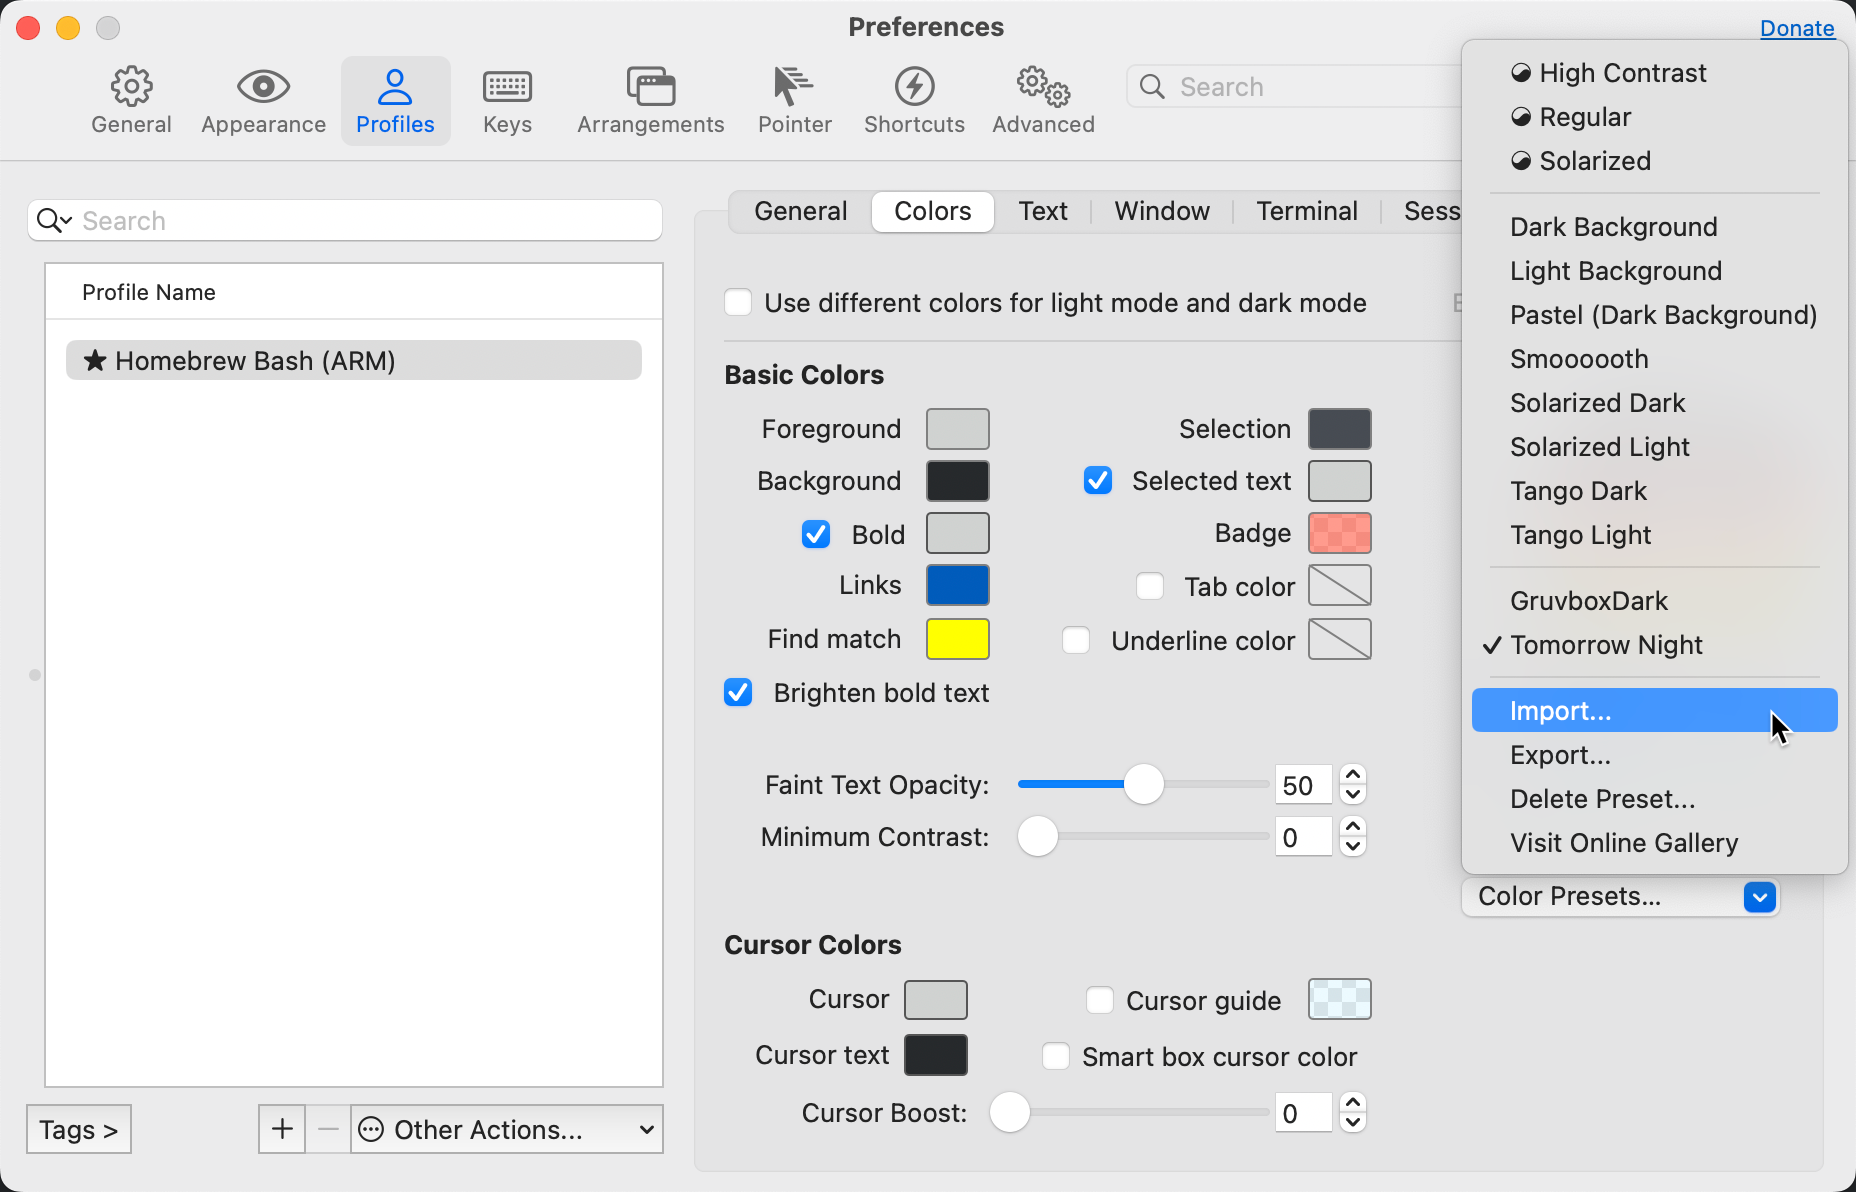 Preferences
Donate
General
Appearance
Profiles
Keys
Arrangements
Pointer
Shortcuts
Advanced
Search
Search
Profile Name
★ Homebrew Bash (ARM)
Tags >
+
−
Other Actions...
General
Colors
Text
Window
Terminal
Sess
Use different colors for light mode and dark mode
Basic Colors
Foreground
Selection
Background
Selected text
Bold
Badge
Links
Tab color
Find match
Underline color
Brighten bold text
Faint Text Opacity:
50
Minimum Contrast:
0
Cursor Colors
Cursor
Cursor guide
Cursor text
Smart box cursor color
Cursor Boost:
0
High Contrast
Regular
Solarized
Dark Background
Light Background
Pastel (Dark Background)
Smoooooth
Solarized Dark
Solarized Light
Tango Dark
Tango Light
GruvboxDark
✓ Tomorrow Night
Import...
Export...
Delete Preset...
Visit Online Gallery
Color Presets...